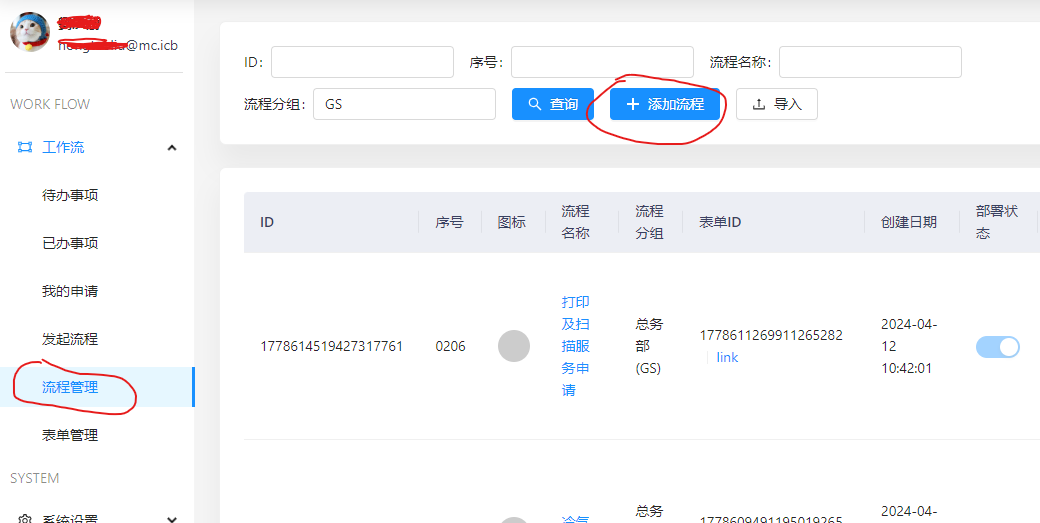 @mc.icb
WORK FLOW
工作流
待办事项
已办事项
我的申请
发起流程
流程管理
表单管理
SYSTEM
系统设置
ID:
序号:
流程名称:
流程分组:
GS
查询
添加流程
导入
ID
序号
图标
流程
名称
流程
分组
表单ID
创建日期
部署状
态
1778614519427317761
0206
打印
及扫
描服
务申
请
总务
部
(GS)
1778611269911265282
link
2024-04-
12
10:42:01
冷气
总务
1778609491195019265
2024-04-